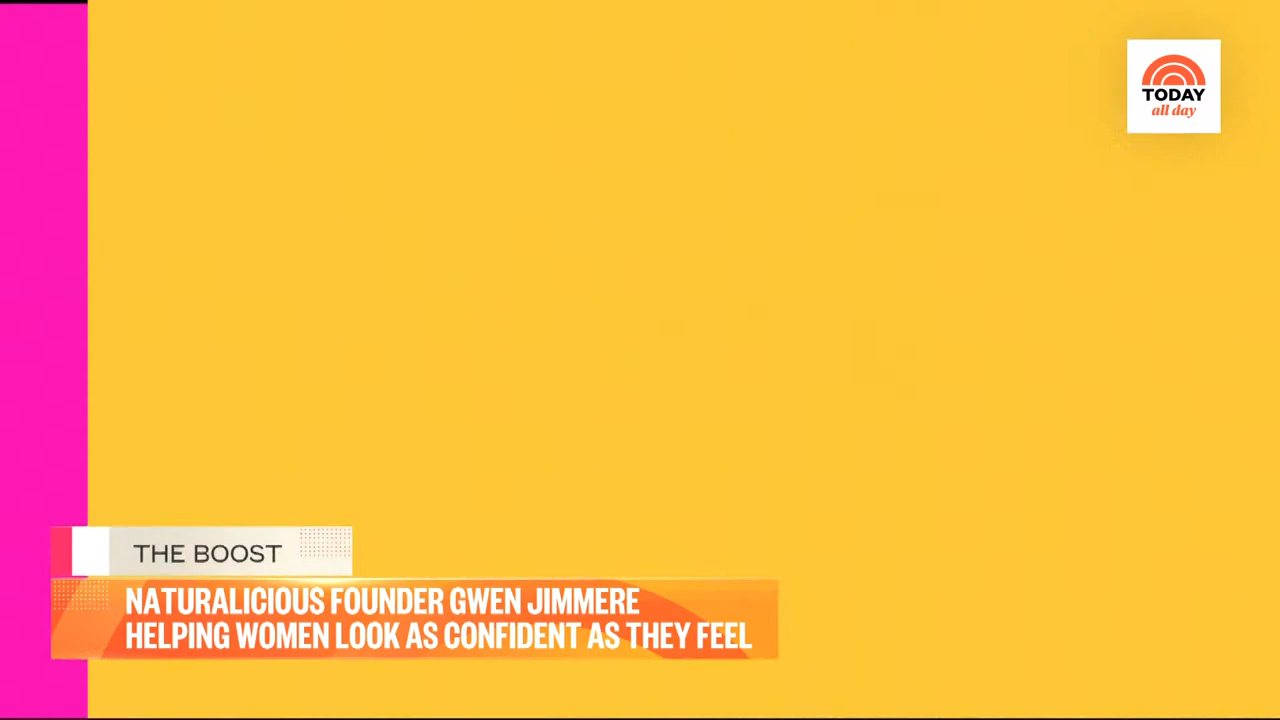 TODAY
all day
THE BOOST
NATURALICIOUS FOUNDER GWEN JIMMERE
HELPING WOMEN LOOK AS CONFIDENT AS THEY FEEL